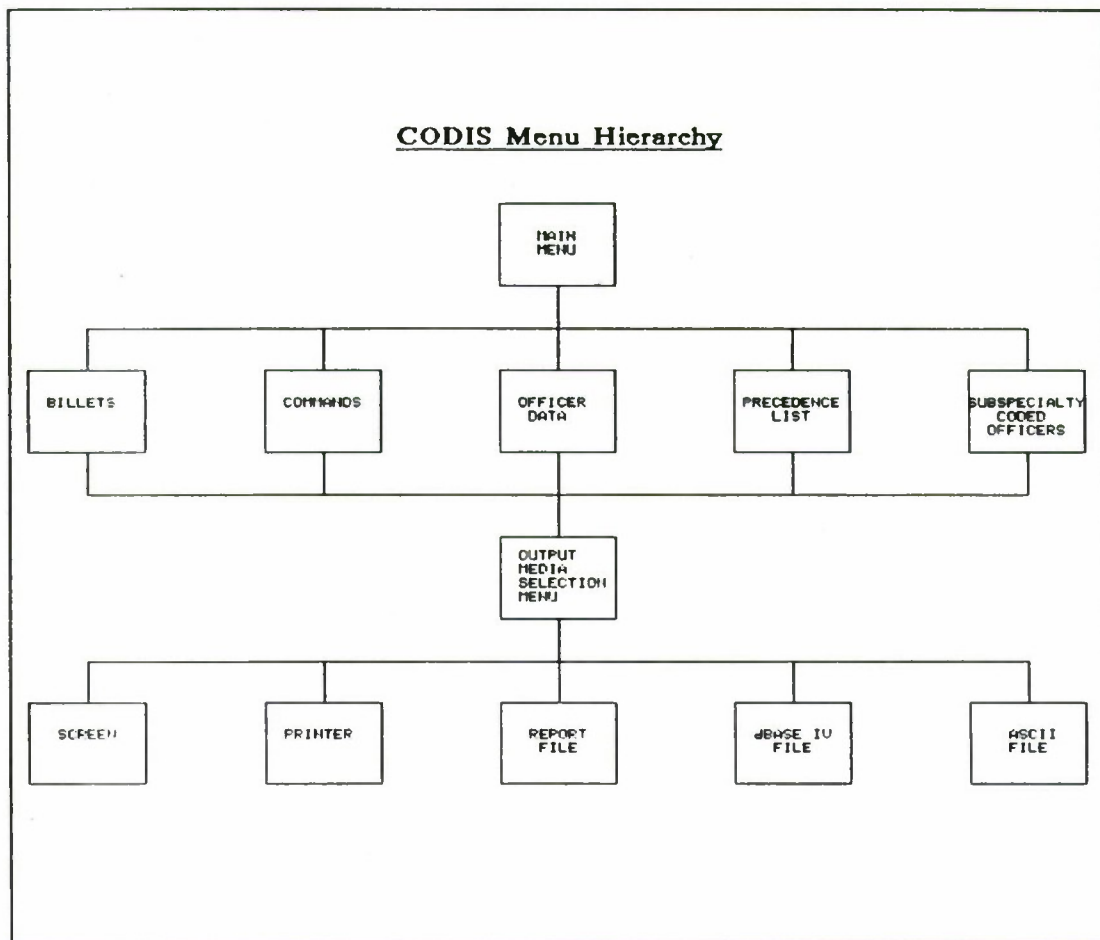 CODIS Menu Hierarchy
MAIN
MENU
BILLETS
COMMANDS
OFFICER
DATA
PRECEDENCE
LIST
SUBSPECIALTY
CODED
OFFICERS
OUTPUT
MEDIA
SELECTION
MENU
SCREEN
PRINTER
REPORT
FILE
dBASE IV
FILE
ASCII
FILE